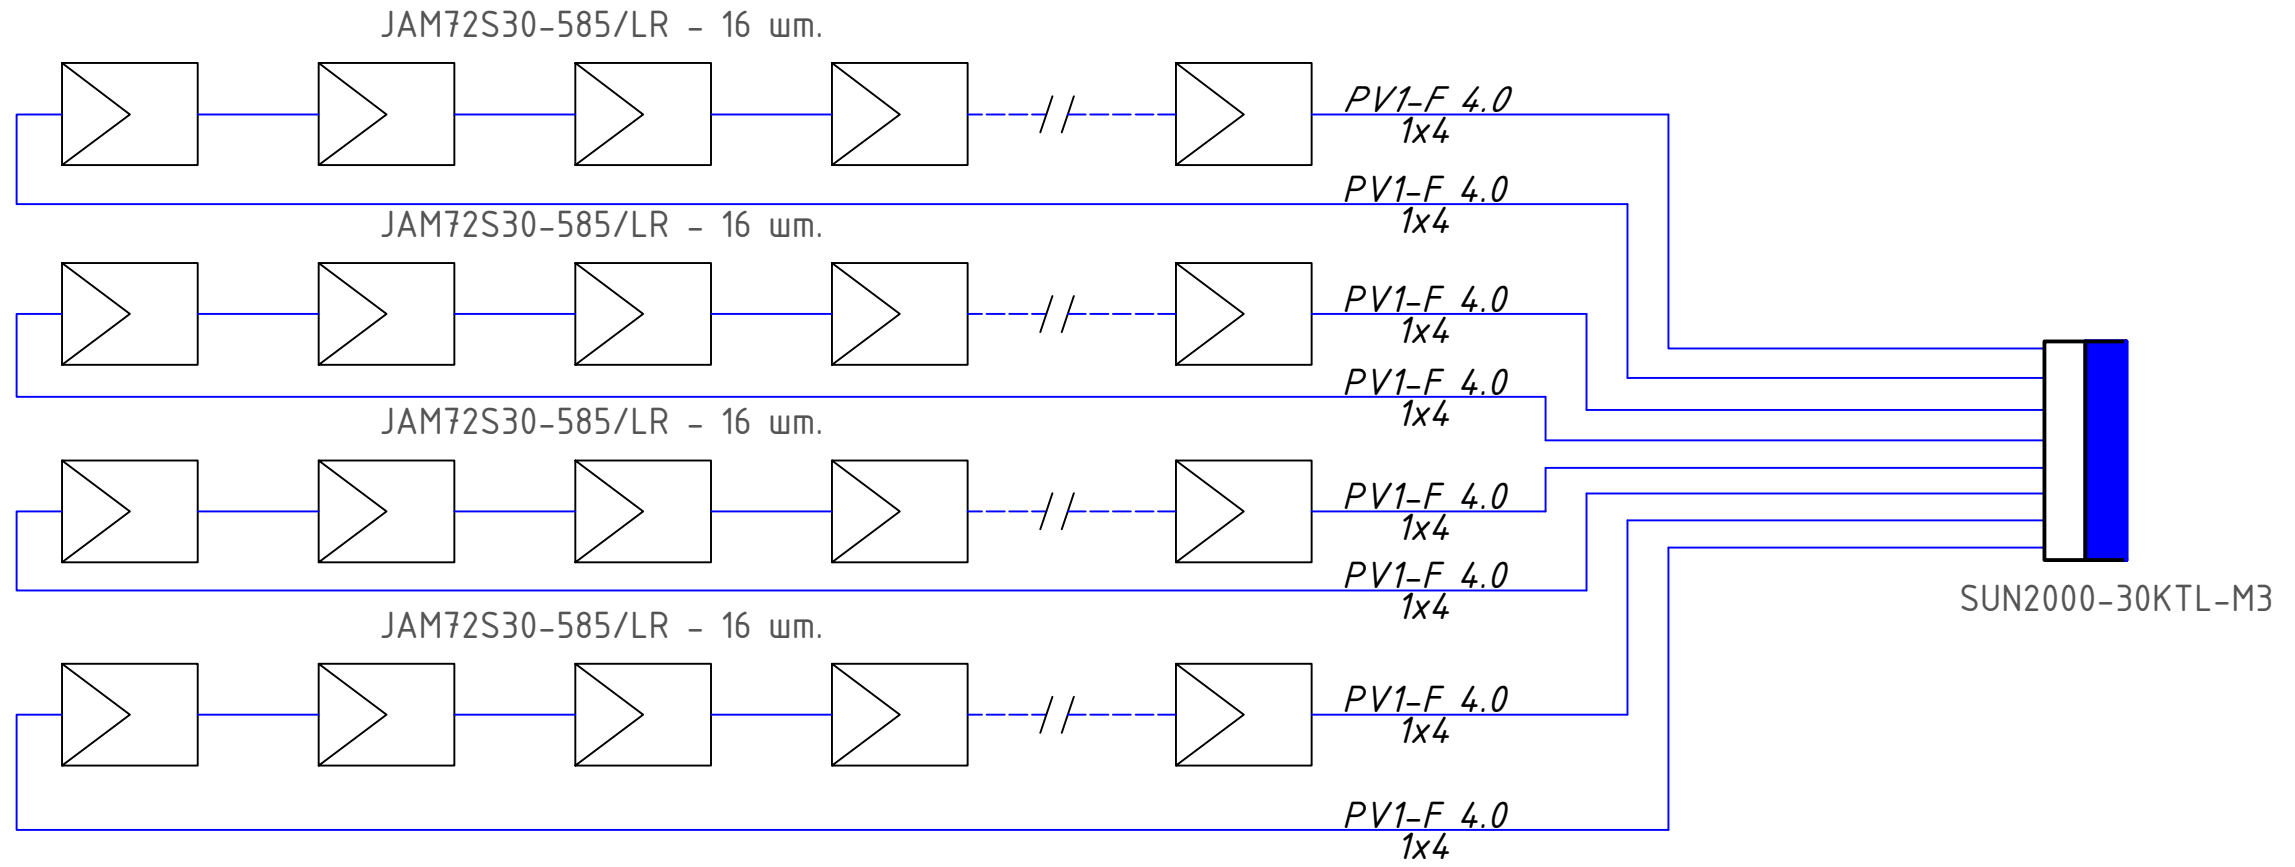 JAM72S30-585/LR - 16 шт.
PV1-F 4.0
1x4
PV1-F 4.0
1x4
JAM72S30-585/LR - 16 шт.
PV1-F 4.0
1x4
PV1-F 4.0
1x4
JAM72S30-585/LR - 16 шт.
PV1-F 4.0
1x4
PV1-F 4.0
1x4
SUN2000-30KTL-M3
JAM72S30-585/LR - 16 шт.
PV1-F 4.0
1x4
PV1-F 4.0
1x4